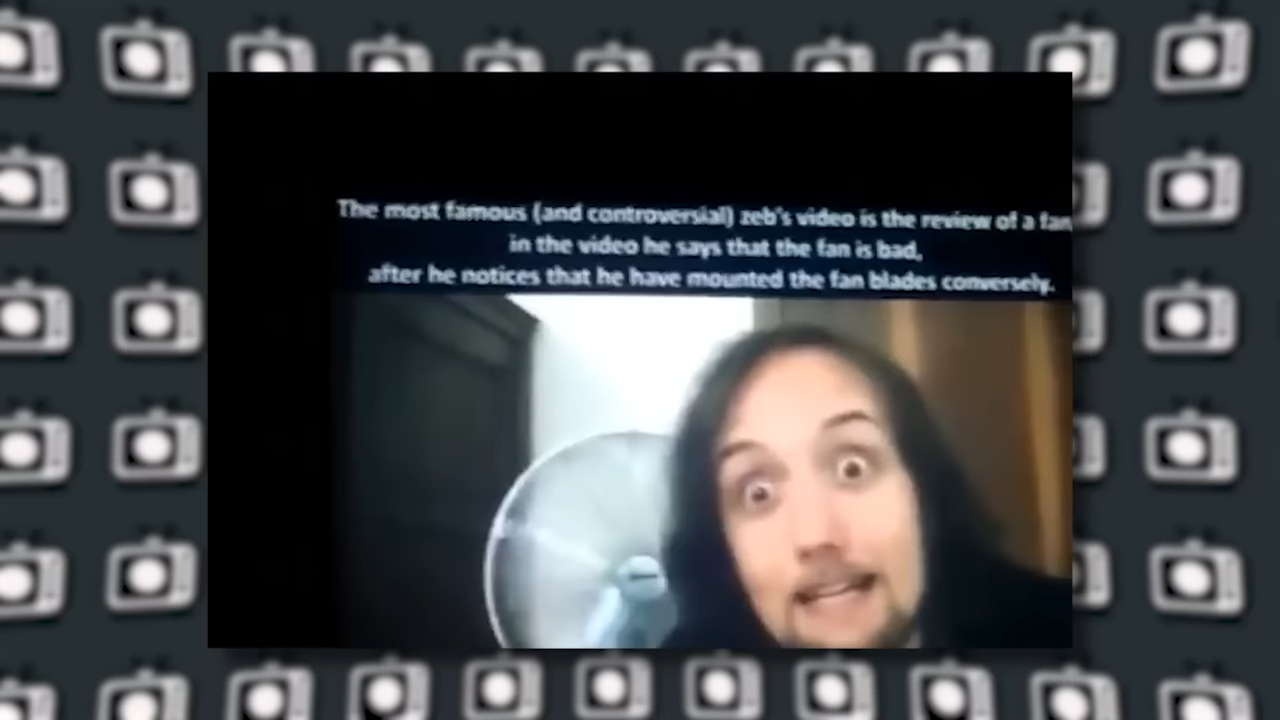 The most famous (and controversial) zeb's video is the review of a fan
in the video he says that the fan is bad,
after he notices that he have mounted the fan blades conversely.